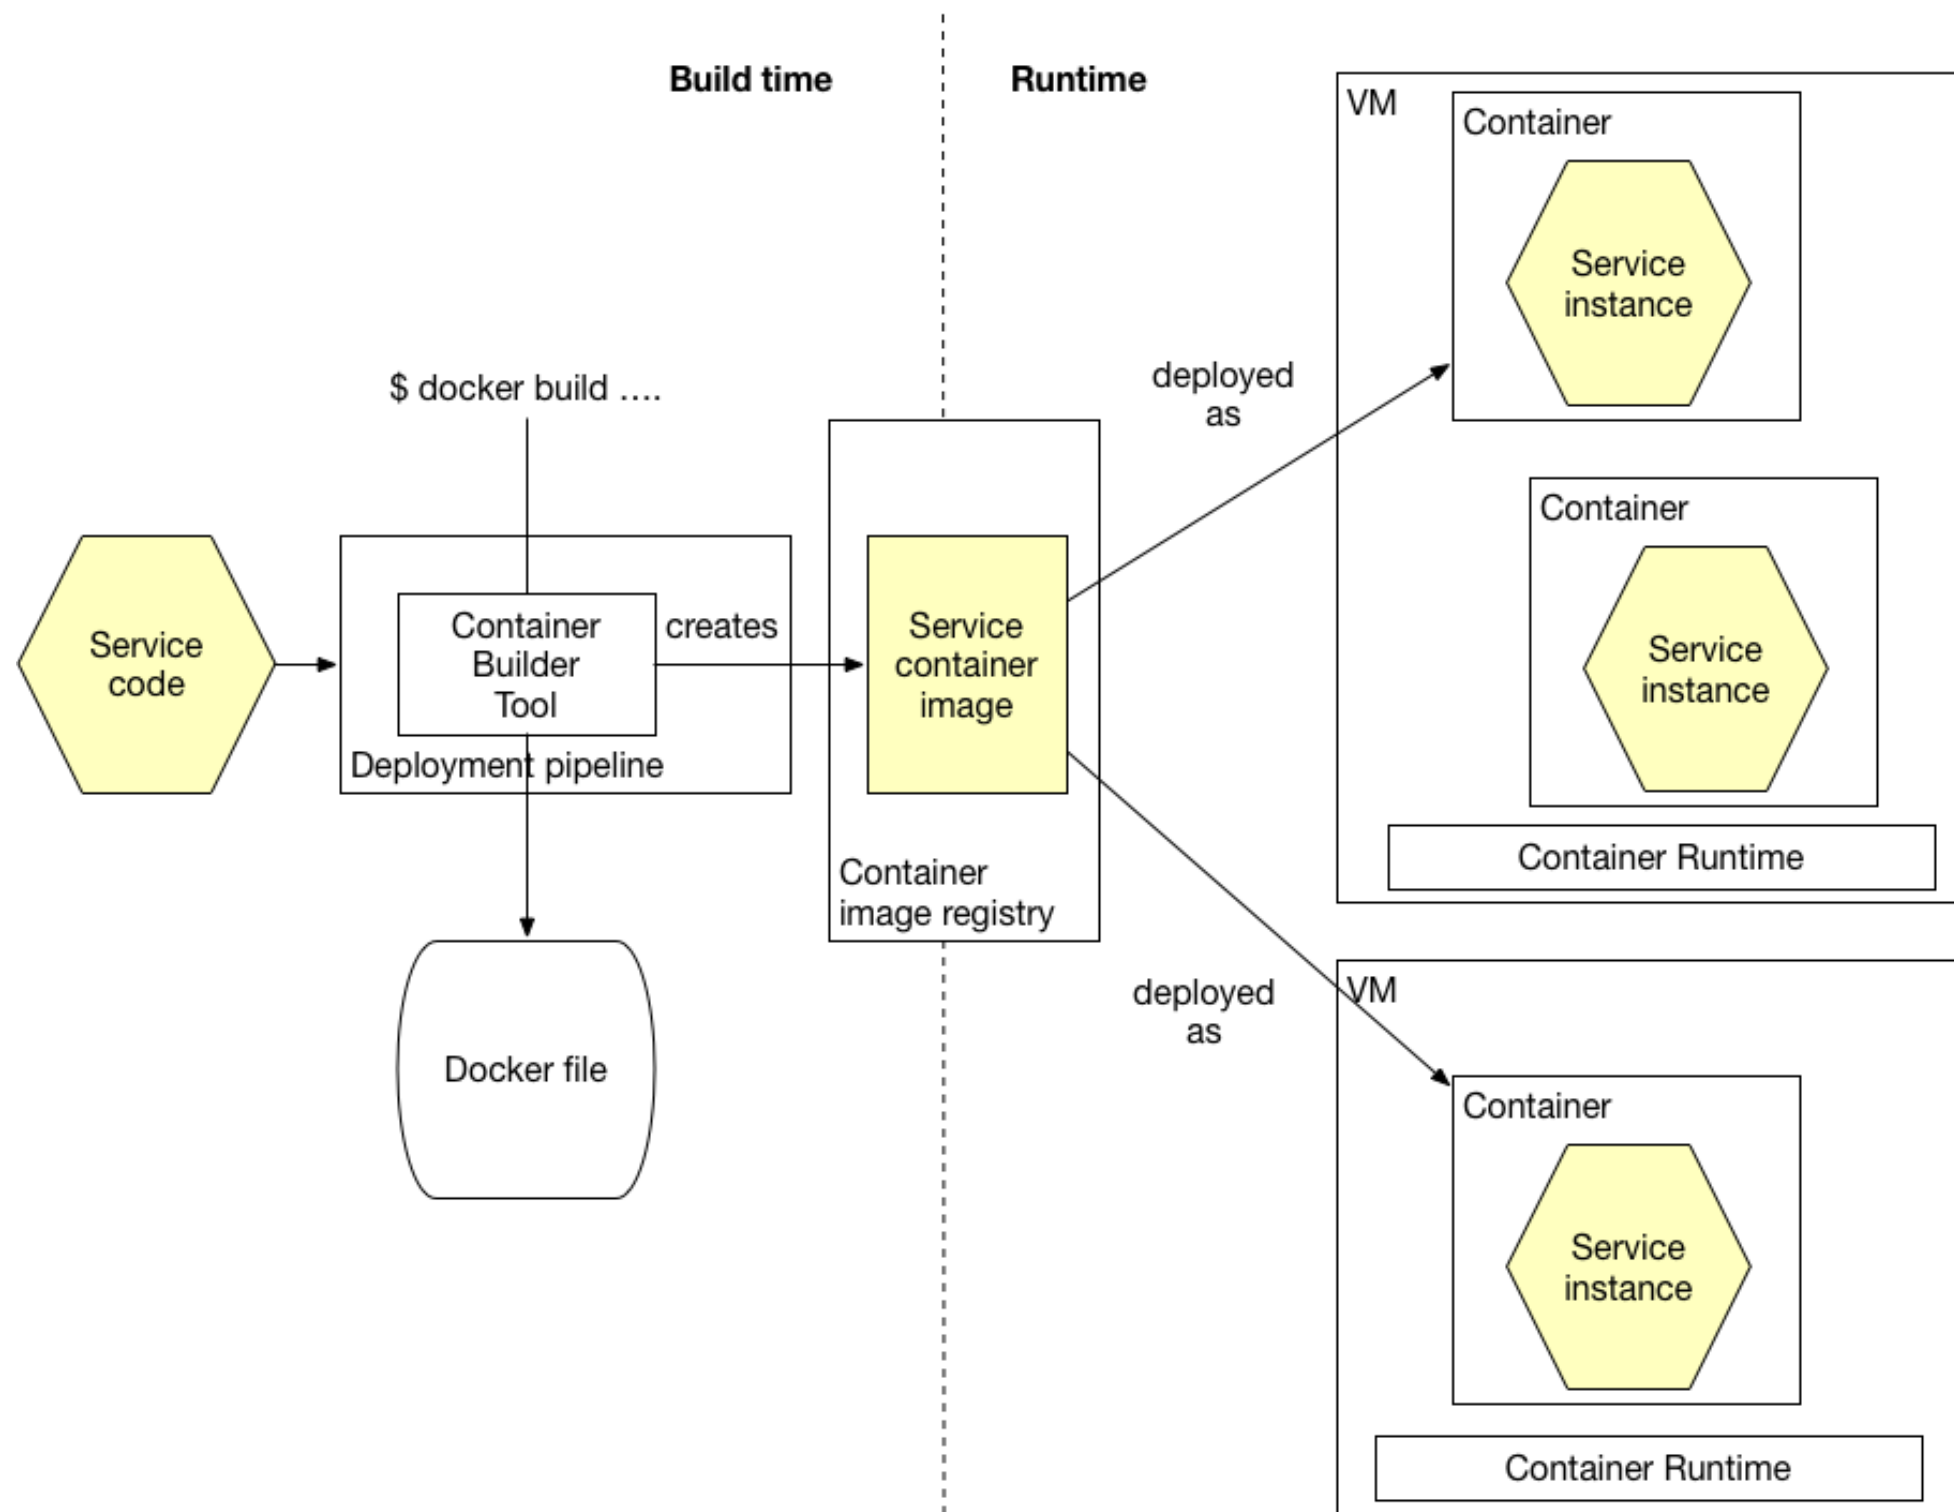 Build time
Runtime
VM
Container
Service
instance
deployed
as
$ docker build ....
Container
Service
instance
Container Runtime
Service
code
Container
Builder
Tool
creates
Deployment pipeline
Service
container
image
Container
image registry
Docker file
deployed
as
VM
Container
Service
instance
Container Runtime